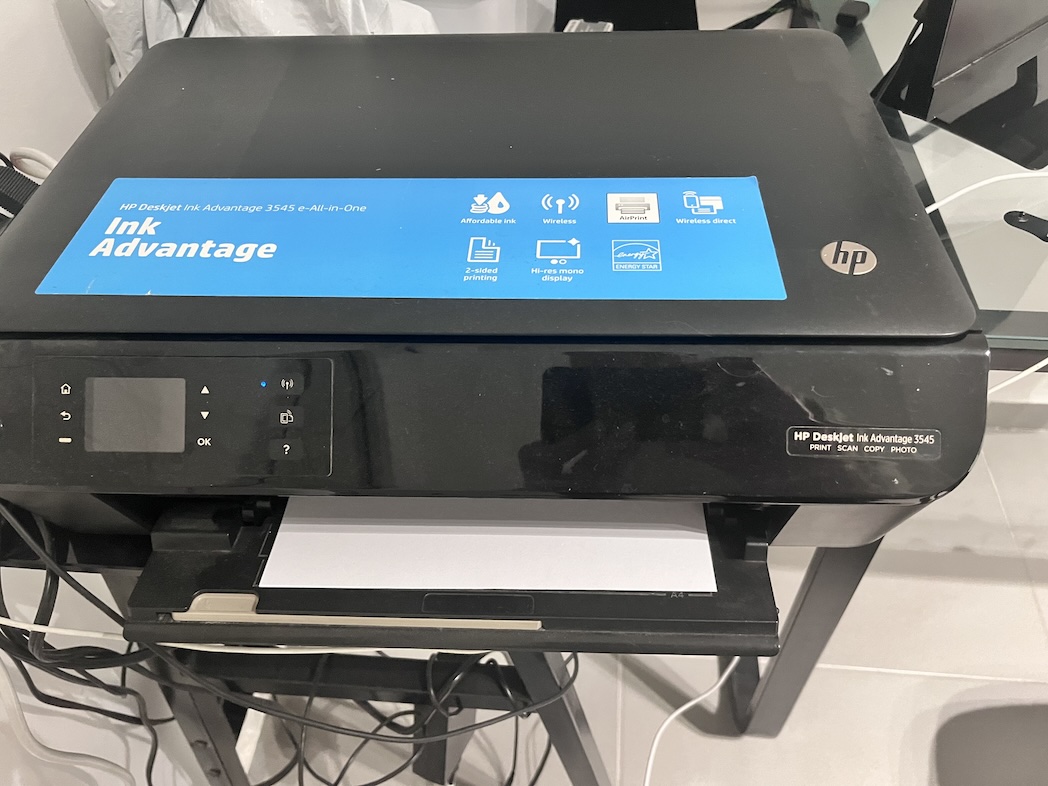 HP Deskjet Ink Advantage 3545 e-All-in-One
Ink
Advantage
Affordable ink
Wireless
AirPrint
Wireless direct
2-sided
printing
Hi-res mono
display
energy
ENERGY STAR
hp
OK
?
HP Deskjet Ink Advantage 3545
PRINT SCAN COPY PHOTO
A4